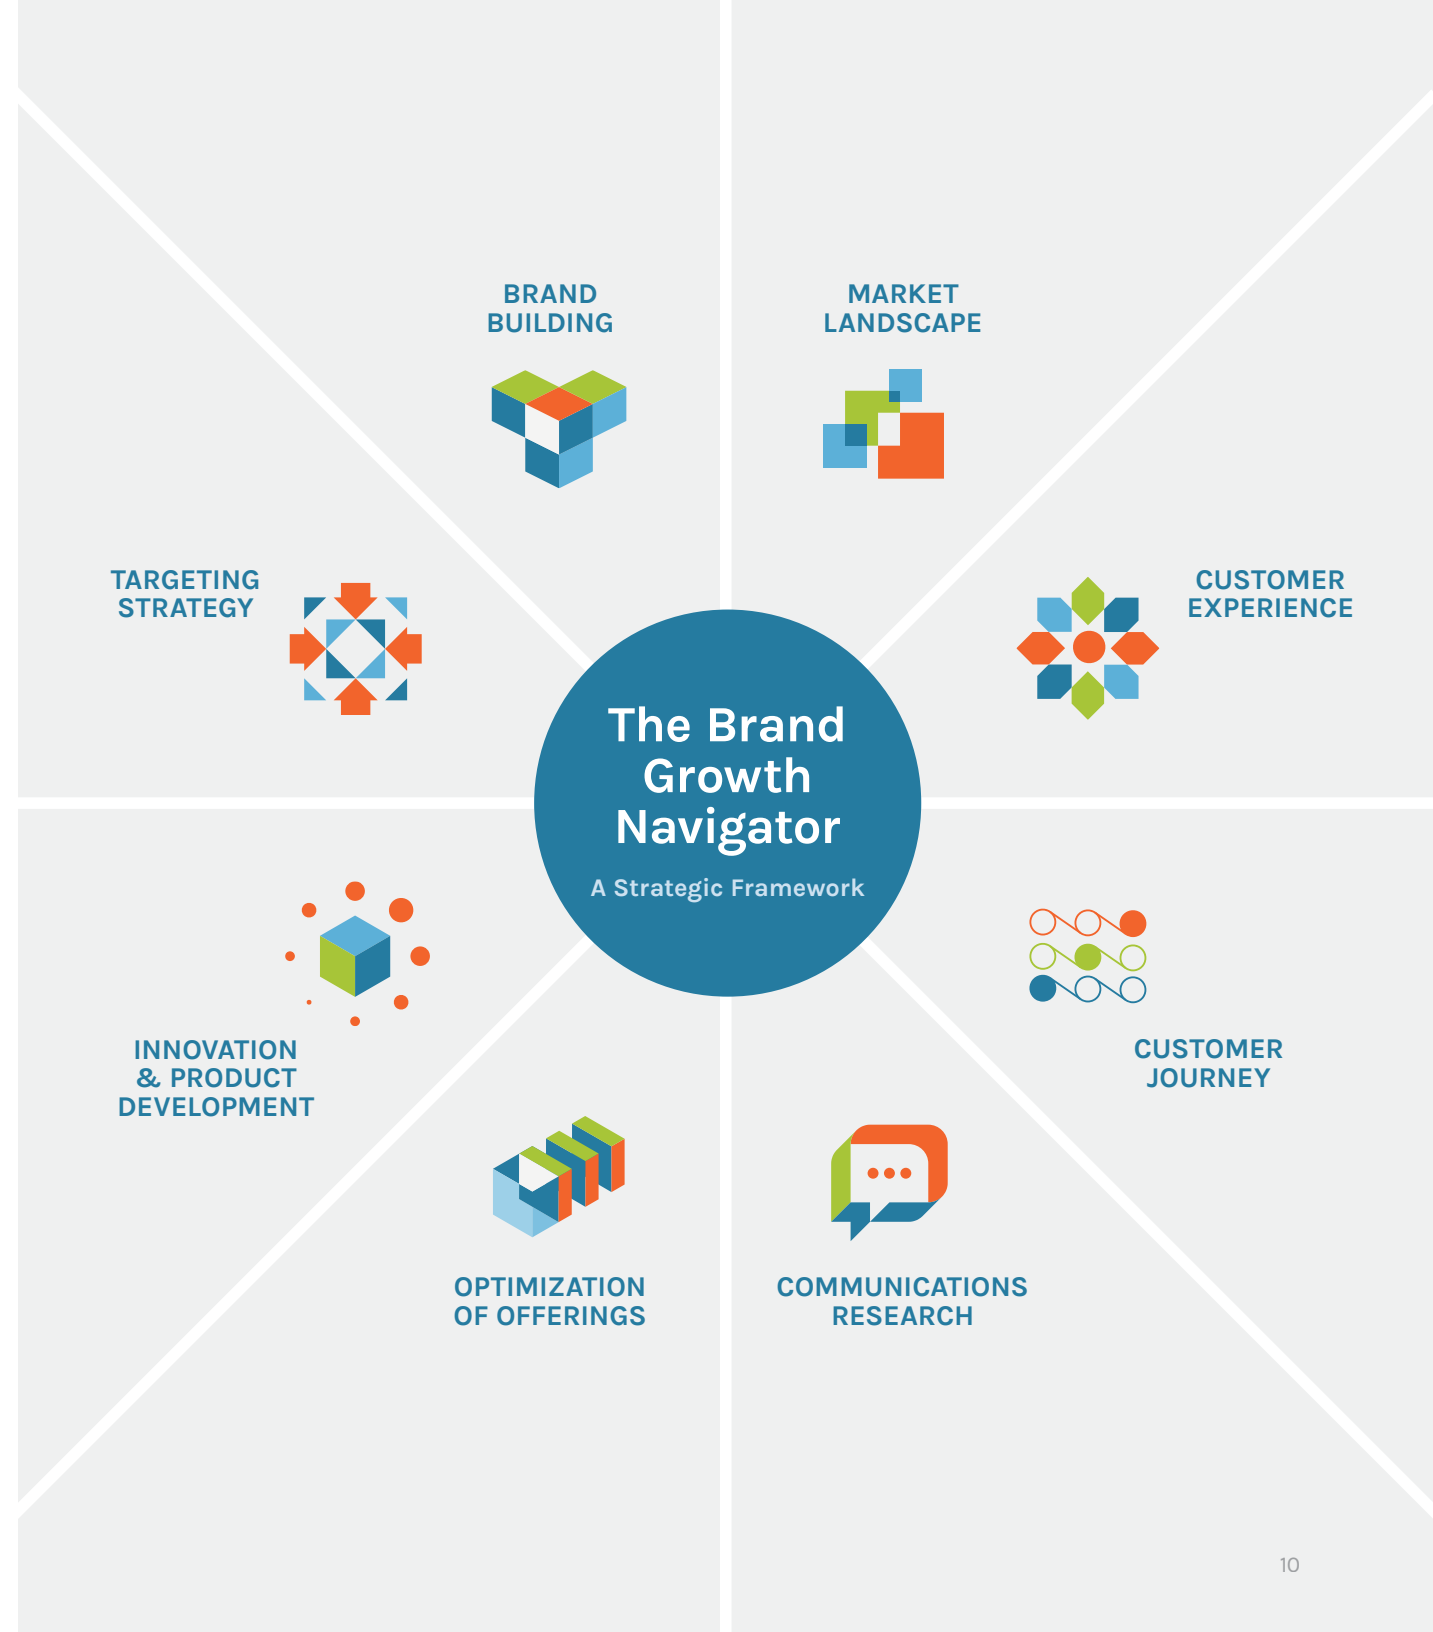 BRAND
BUILDING
MARKET
LANDSCAPE
TARGETING
STRATEGY
CUSTOMER
EXPERIENCE
The Brand
Growth
Navigator
A Strategic Framework
INNOVATION
& PRODUCT
DEVELOPMENT
CUSTOMER
JOURNEY
OPTIMIZATION
OF OFFERINGS
COMMUNICATIONS
RESEARCH
10